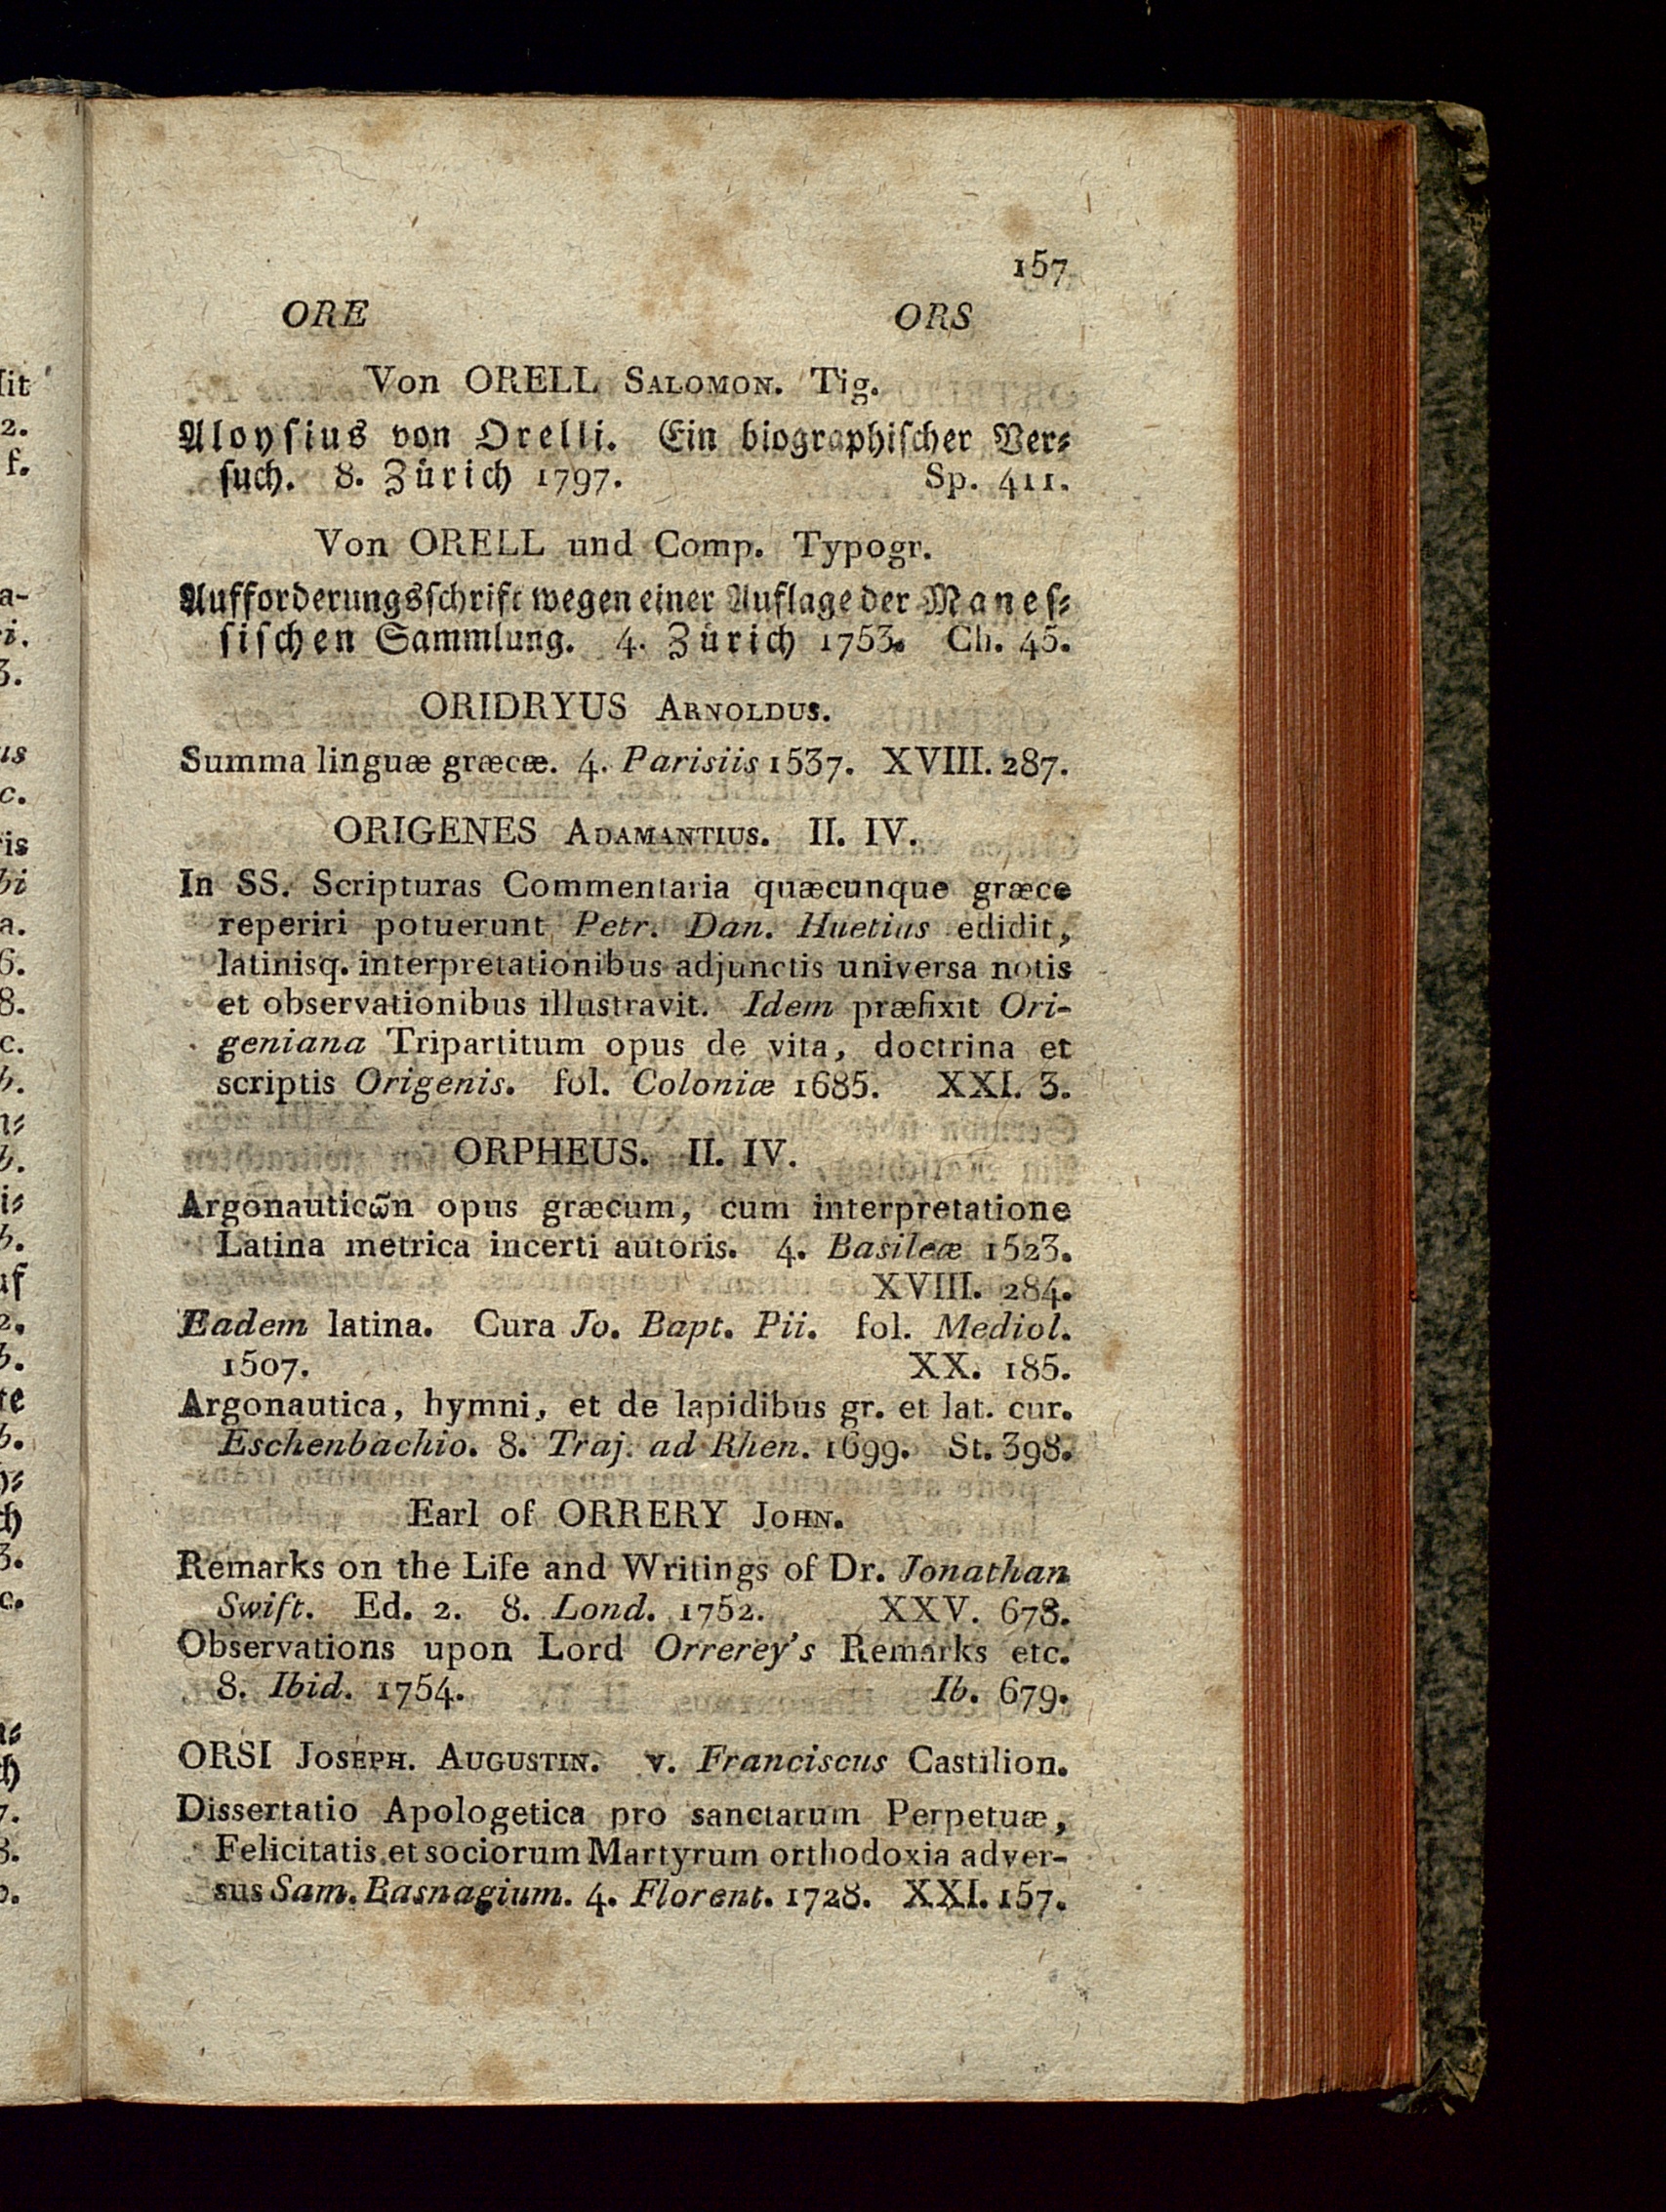 157
ORE ORS
Von ORELL SALOMON. Tig.
Aloysius von Orelli. Ein biographischer Ver⸗
such. 8. Zürich 1797. Sp. 411.
Von ORELL und Comp. Typogr.
Aufforderungsschrift wegen einer Auflage der Manes⸗
sischen Sammlung. 4. Zürich 1753. Ch. 45.
ORIDRYUS ARNOLDUS.
Summa linguæ græcæ. 4. Parisiis 1537. XVIII. 287.
ORIGENES ADAMANTIUS. II. IV.
In SS. Scripturas Commentaria quæcunque græce
reperiri potuerunt Petr. Dan. Huetius edidit,
latinisq. interpretationibus adjunctis universa notis
et observationibus illustravit. Idem præfixit Ori-
geniana Tripartitum opus de vita, doctrina et
scriptis Origenis. fol. Coloniæ 1685. XXI. 3.
ORPHEUS. II. IV.
Argonauticω̃n opus græcum, cum interpretatione
Latina metrica incerti autoris. 4. Basileæ 1523.
XVIII. 284.
Eadem latina. Cura Jo. Bapt. Pii. fol. Mediol.
1507. XX. 185.
Argonautica, hymni, et de lapidibus gr. et lat. cur.
Eschenbachio. 8. Traj. ad Rhen. 1699. St. 398.
Earl of ORRERY JOHN.
Remarks on the Life and Writings of Dr. Jonathan
Swift. Ed. 2. 8. Lond. 1752. XXV. 678.
Observations upon Lord Orrerey's Remarks etc.
8. Ibid. 1754. Ib. 679.
ORSI JOSEPH. AUGUSTIN. v. Franciscus Castilion.
Dissertatio Apologetica pro sanctarum Perpetuæ,
Felicitatis et sociorum Martyrum orthodoxia adver-
sus Sam. Basnagium. 4. Florent. 1728. XXI. 157.